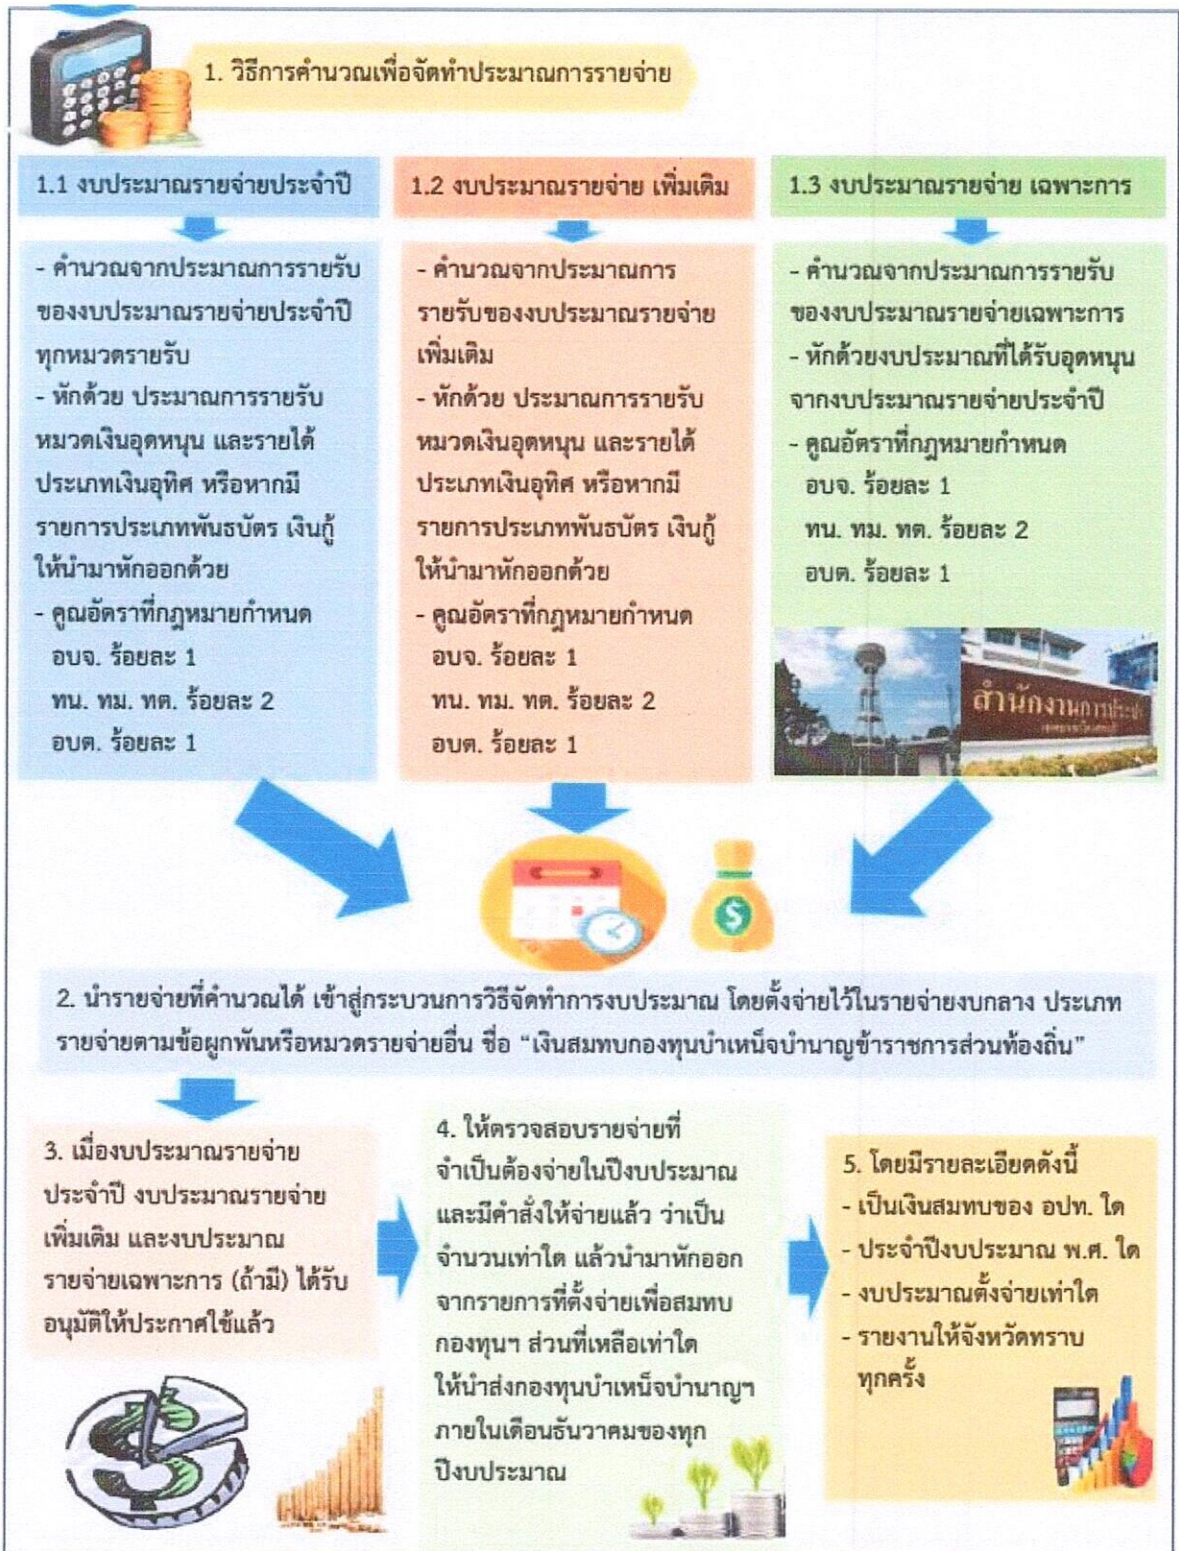 1. วิธีการคำนวณเพื่อจัดทำประมาณการรายจ่าย
1.1 งบประมาณรายจ่ายประจำปี
- คำนวณจากประมาณการรายรับ
ของงบประมาณรายจ่ายประจำปี
ทุกหมวดรายรับ
- หักด้วย ประมาณการรายรับ
หมวดเงินอุดหนุน และรายได้
ประเภทเงินอุทิศ หรือหากมี
รายการประเภทพันธบัตร เงินกู้
ให้นำมาหักออกด้วย
- คูณอัตราที่กฎหมายกำหนด
อบจ. ร้อยละ 1
ทน. ทม. ทต. ร้อยละ 2
อบต. ร้อยละ 1
1.2 งบประมาณรายจ่าย เพิ่มเติม
- คำนวณจากประมาณการ
รายรับของงบประมาณรายจ่าย
เพิ่มเติม
- หักด้วย ประมาณการรายรับ
หมวดเงินอุดหนุน และรายได้
ประเภทเงินอุทิศ หรือหากมี
รายการประเภทพันธบัตร เงินกู้
ให้นำมาหักออกด้วย
- คูณอัตราที่กฎหมายกำหนด
อบจ. ร้อยละ 1
ทน. ทม. ทต. ร้อยละ 2
อบต. ร้อยละ 1
1.3 งบประมาณรายจ่าย เฉพาะการ
- คำนวณจากประมาณการรายรับ
ของงบประมาณรายจ่ายเฉพาะการ
- หักด้วยงบประมาณที่ได้รับอุดหนุน
จากงบประมาณรายจ่ายประจำปี
- คูณอัตราที่กฎหมายกำหนด
อบจ. ร้อยละ 1
ทน. ทม. ทต. ร้อยละ 2
อบต. ร้อยละ 1
สำนักงานการประปา
2. นำรายจ่ายที่คำนวณได้ เข้าสู่กระบวนการวิธีจัดทำการงบประมาณ โดยตั้งจ่ายไว้ในรายจ่ายงบกลาง ประเภท
รายจ่ายตามข้อผูกพันหรือหมวดรายจ่ายอื่น ชื่อ “เงินสมทบกองทุนบำเหน็จบำนาญข้าราชการส่วนท้องถิ่น”
3. เมื่องบประมาณรายจ่าย
ประจำปี งบประมาณรายจ่าย
เพิ่มเติม และงบประมาณ
รายจ่ายเฉพาะการ (ถ้ามี) ได้รับ
อนุมัติให้ประกาศใช้แล้ว
4. ให้ตรวจสอบรายจ่ายที่
จำเป็นต้องจ่ายในปีงบประมาณ
และมีคำสั่งให้จ่ายแล้ว ว่าเป็น
จำนวนเท่าใด แล้วนำมาหักออก
จากรายการที่ตั้งจ่ายเพื่อสมทบ
กองทุนฯ ส่วนที่เหลือเท่าใด
ให้นำส่งกองทุนบำเหน็จบำนาญฯ
ภายในเดือนธันวาคมของทุก
ปีงบประมาณ
5. โดยมีรายละเอียดดังนี้
- เป็นเงินสมทบของ อปท. ใด
- ประจำปีงบประมาณ พ.ศ. ใด
- งบประมาณตั้งจ่ายเท่าใด
- รายงานให้จังหวัดทราบ
ทุกครั้ง